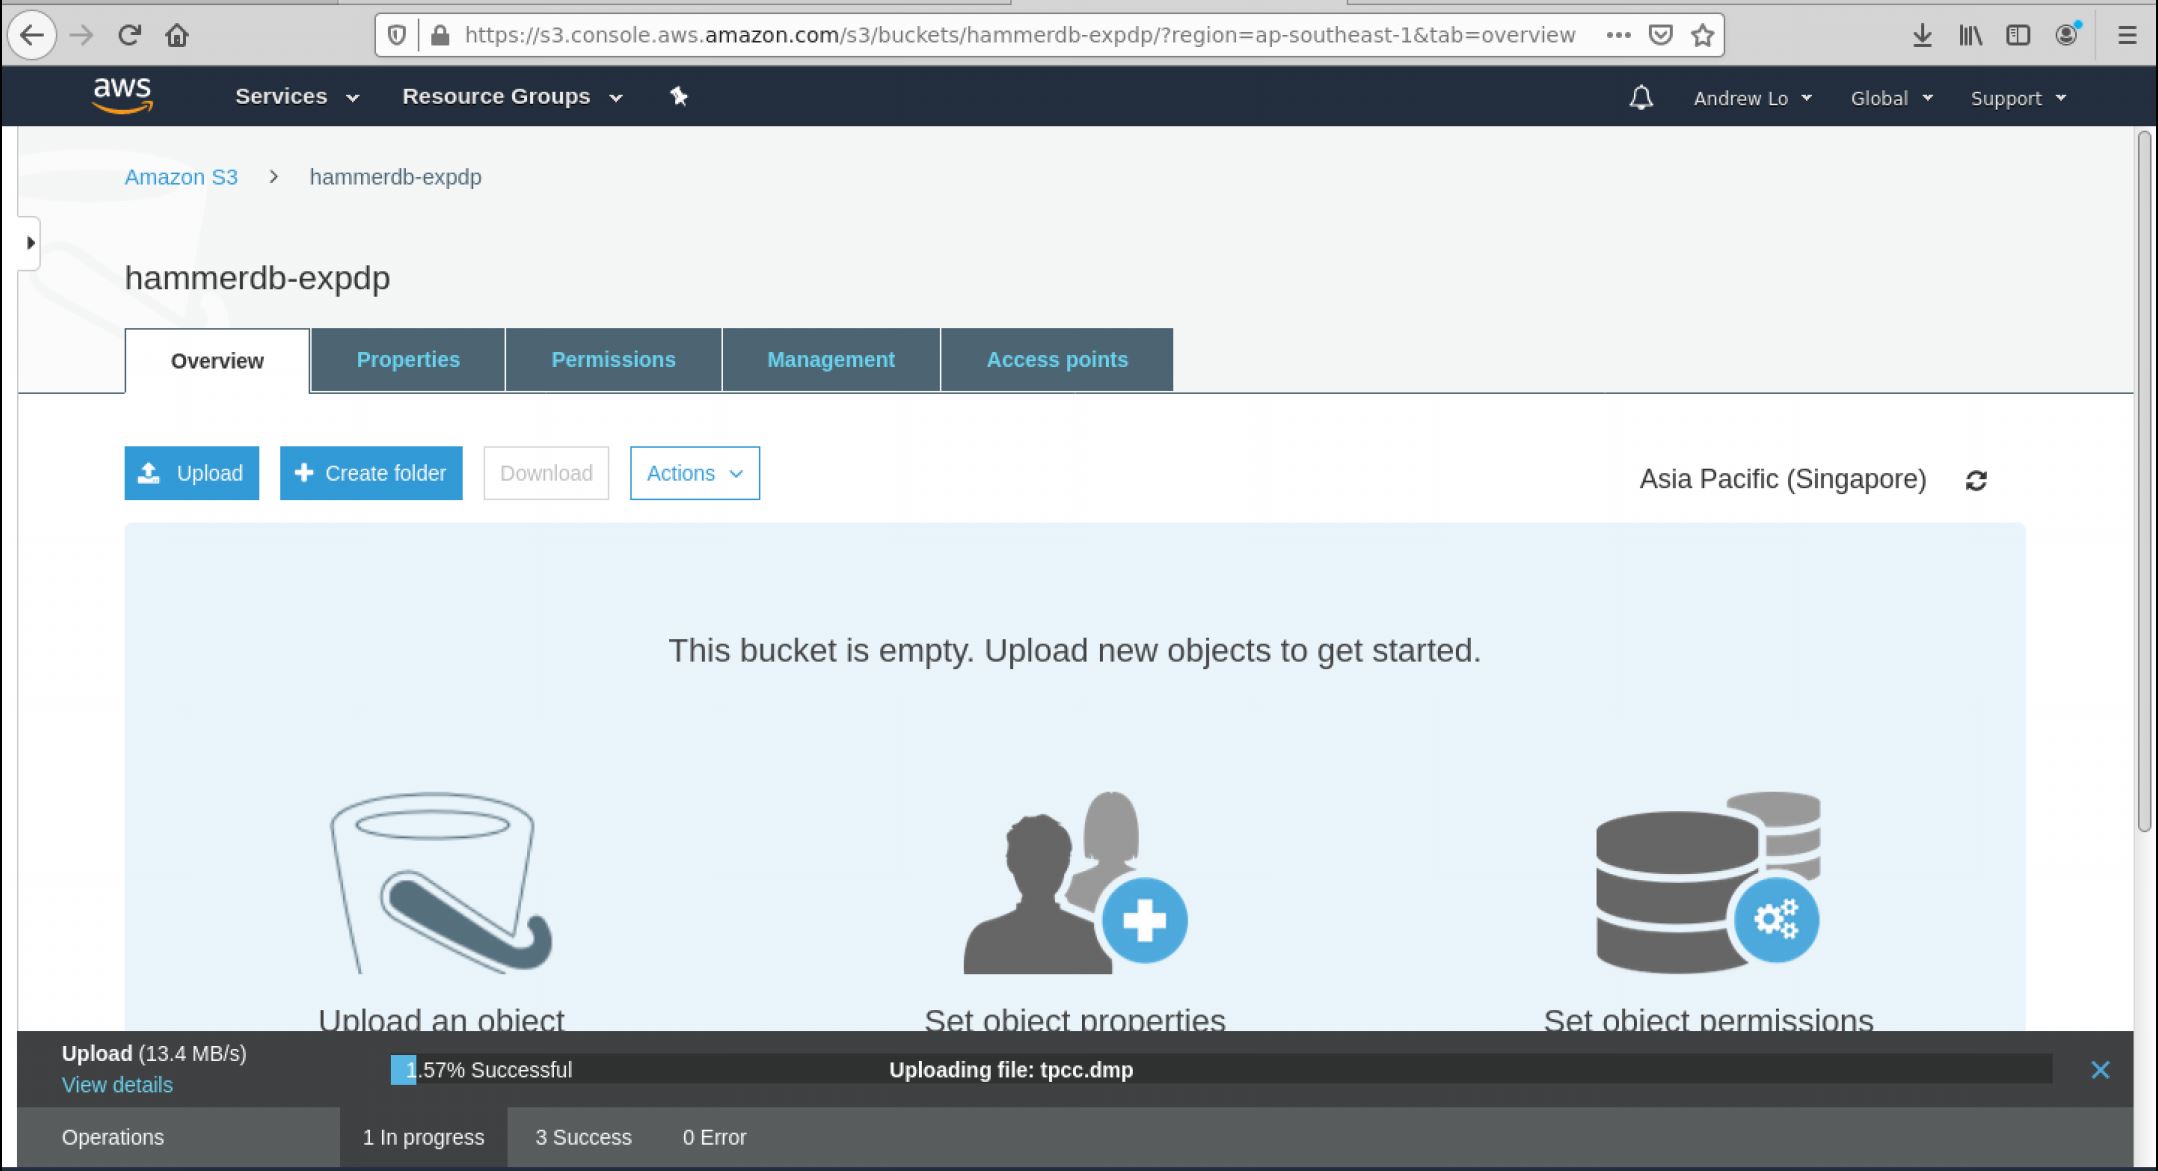 https://s3.console.aws.amazon.com/s3/buckets/hammerdb-expdp/?region=ap-southeast-1&tab=overview
aws Services Resource Groups Andrew Lo Global Support
Amazon S3 > hammerdb-expdp
hammerdb-expdp
Overview Properties Permissions Management Access points
Upload Create folder Download Actions Asia Pacific (Singapore)
This bucket is empty. Upload new objects to get started.
Upload an object Set object properties Set object permissions
Upload (13.4 MB/s)
1.57% Successful Uploading file: tpcc.dmp
View details
Operations 1 In progress 3 Success 0 Error